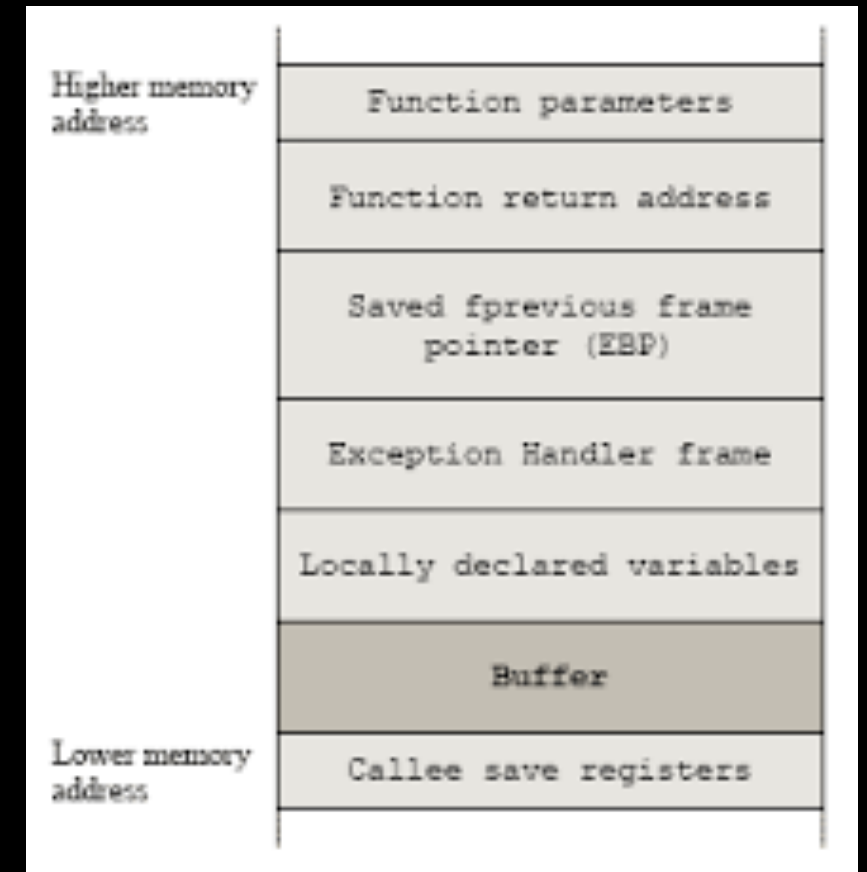 Higher memory
address
Function parameters
Function return address
Saved fprevious frame
pointer (EBP)
Exception Handler frame
Locally declared variables
Buffer
Lower memory
address
Callee save registers